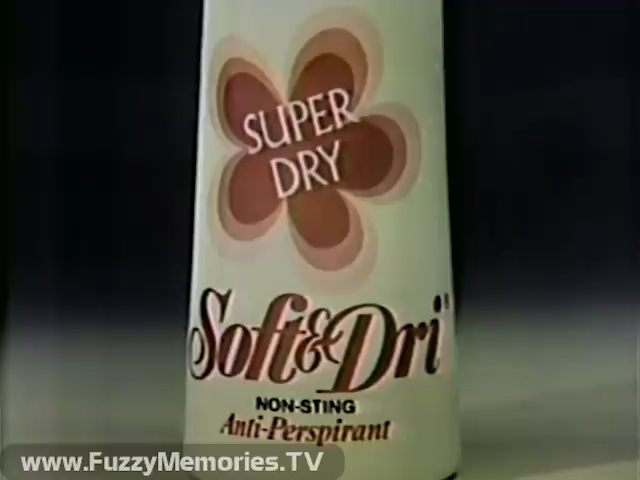 SUPER
DRY
Soft&Dri
NON-STING
Anti-Perspirant
www.FuzzyMemories.TV